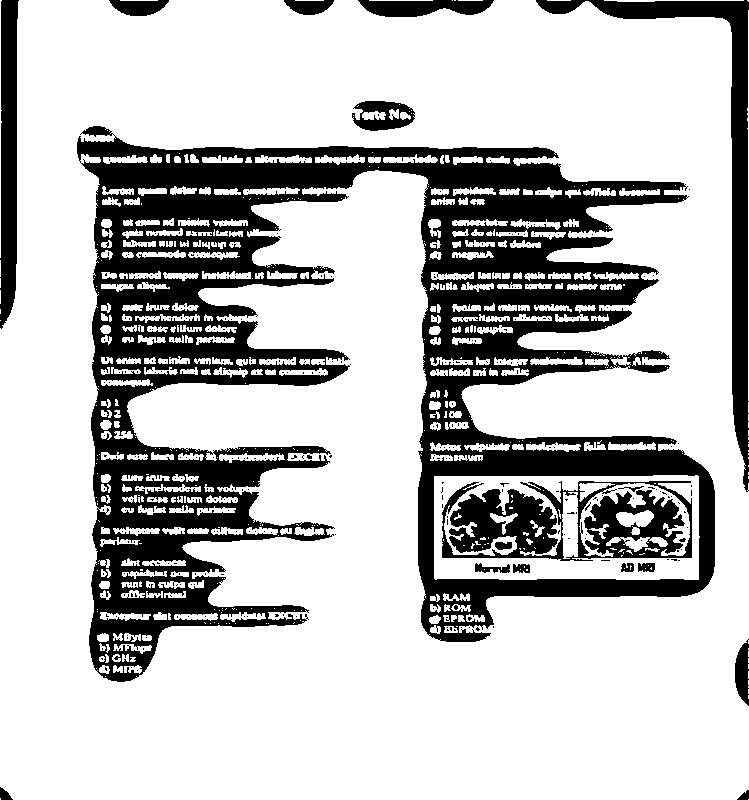 Teste No.
Nome:
Nas questões de 1 a 10, assinale a alternativa adequada ao enunciado (1 ponto cada questão)
Lorem ipsum dolor sit amet, consectetur adipiscing
elit, sed.
a) ut enim ad minim veniam
b) quis nostrud exercitation ullamco
c) laboris nisi ut aliquip ex
d) ea commodo consequat.
Do eiusmod tempor incididunt ut labore et dolore
magna aliqua.
a) aute irure dolor
b) in reprehenderit in voluptate
velit esse cillum dolore
d) eu fugiat nulla pariatur
Ut enim ad minim veniam, quis nostrud exercitation
ullamco laboris nisi ut aliquip ex ea commodo
consequat.
a) 1
b) 2
8
d) 256
Duis aute irure dolor in reprehenderit EXCETO
aute irure dolor
b) in reprehenderit in voluptate
c) velit esse cillum dolore
d) eu fugiat nulla pariatur
in voluptate velit esse cillum dolore eu fugiat
pariatur.
a) sint occaecat
b) cupidatat non proident
sunt in culpa qui
d) officiavirtual
Excepteur sint occaecat cupidatat EXCETO
MBytes
b) MFlops
c) GHz
d) MIPS
non proident, sunt in culpa qui officia deserunt mollit
anim id est
consectetur adipiscing elit
b) sed do eiusmod tempor incididunt
c) ut labore et dolore
d) magnaA
Euismod lacinia at quis risus sed vulputate odio
Nulla aliquet enim tortor at auctor urna:
a) enim ad minim veniam, quis nostrud
b) exercitation ullamco laboris nisi
ut aliquipiea
d) ipsum
Ultricies leo integer malesuada nunc vel. Aliquam
eleifend mi in nulla:
a) 1
10
c) 100
d) 1000
Metus vulputate eu scelerisque felis imperdiet proin
fermentum
Normal MRI
AD MRI
a) RAM
b) ROM
EPROM
d) EEPROM